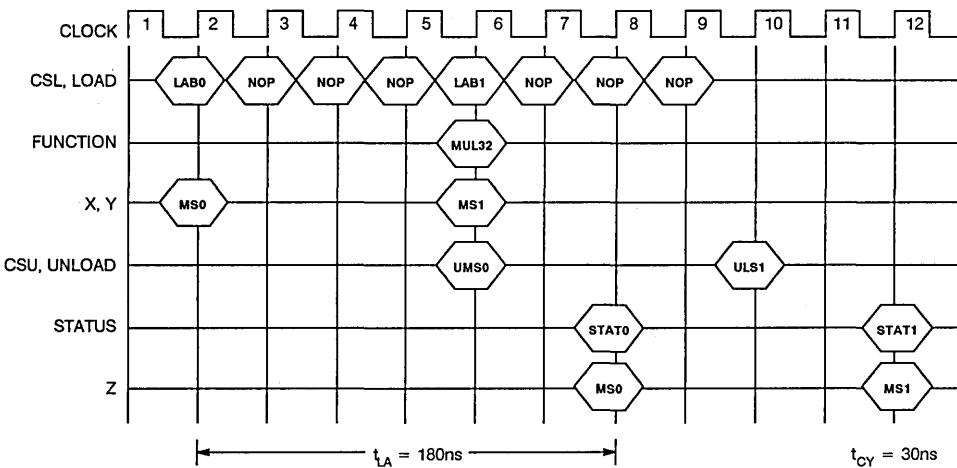 CLOCK 1 2 3 4 5 6 7 8 9 10 11 12
CSL, LOAD LAB0 NOP NOP NOP LAB1 NOP NOP NOP
FUNCTION MUL32
X, Y MS0 MS1
CSU, UNLOAD UMS0 ULS1
STATUS STAT0 STAT1
Z MS0 MS1
tLA = 180ns tCY = 30ns